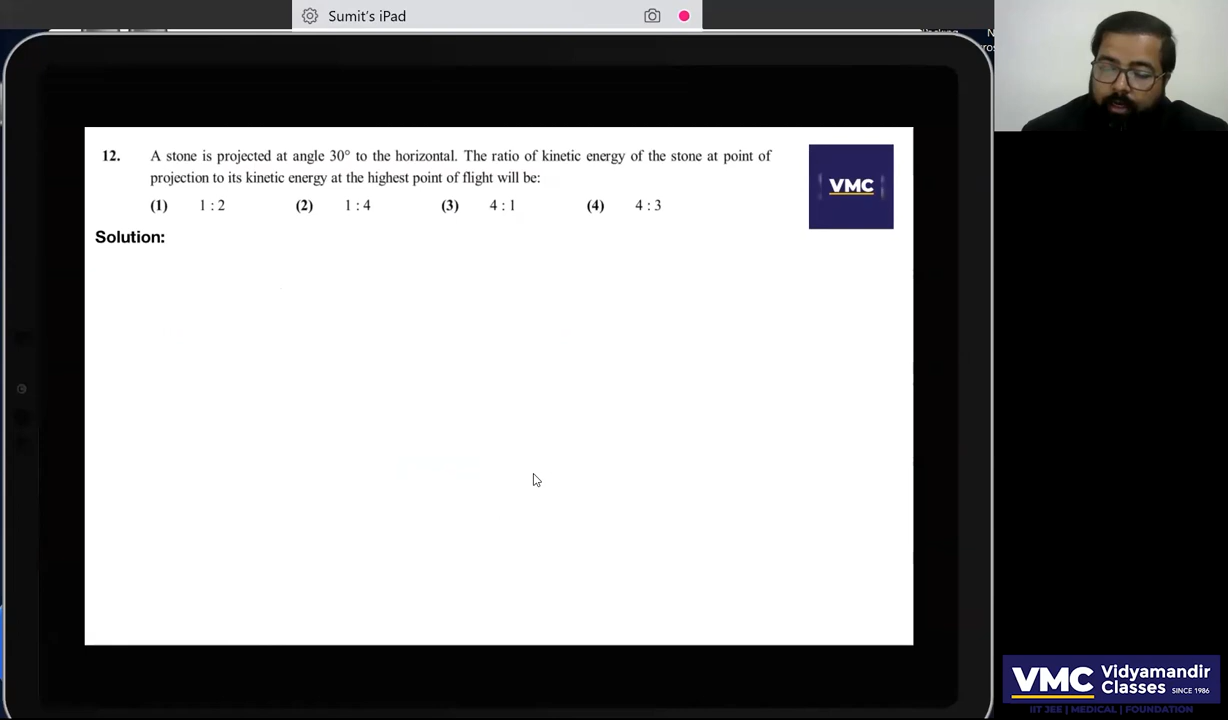 Sumit's iPad
12. A stone is projected at angle 30° to the horizontal. The ratio of kinetic energy of the stone at point of
projection to its kinetic energy at the highest point of flight will be:
(1) 1 : 2 (2) 1 : 4 (3) 4 : 1 (4) 4 : 3
VMC
Solution:
VMC Vidyamandir
Classes SINCE 1986
IIT JEE | MEDICAL | FOUNDATION